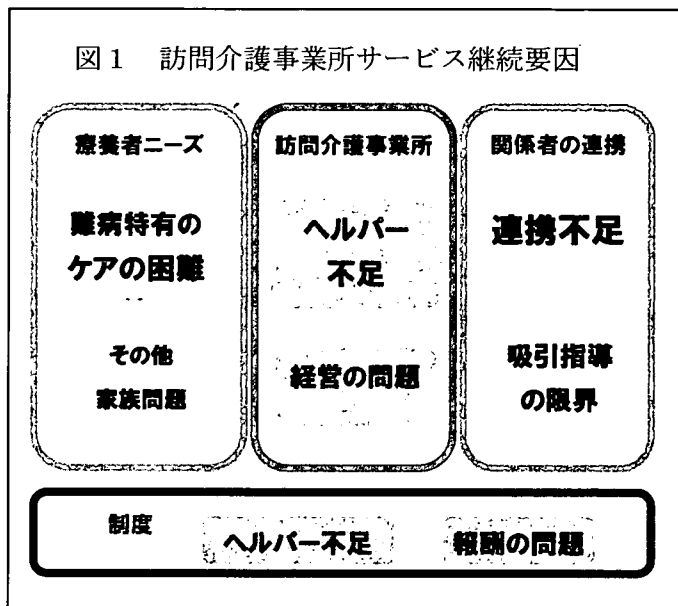 図1 訪問介護事業所サービス継続要因
療養者ニーズ
難病特有の
ケアの困難
その他
家族問題
訪問介護事業所
ヘルパー
不足
経営の問題
関係者の連携
連携不足
吸引指導
の限界
制度
ヘルパー不足 報酬の問題